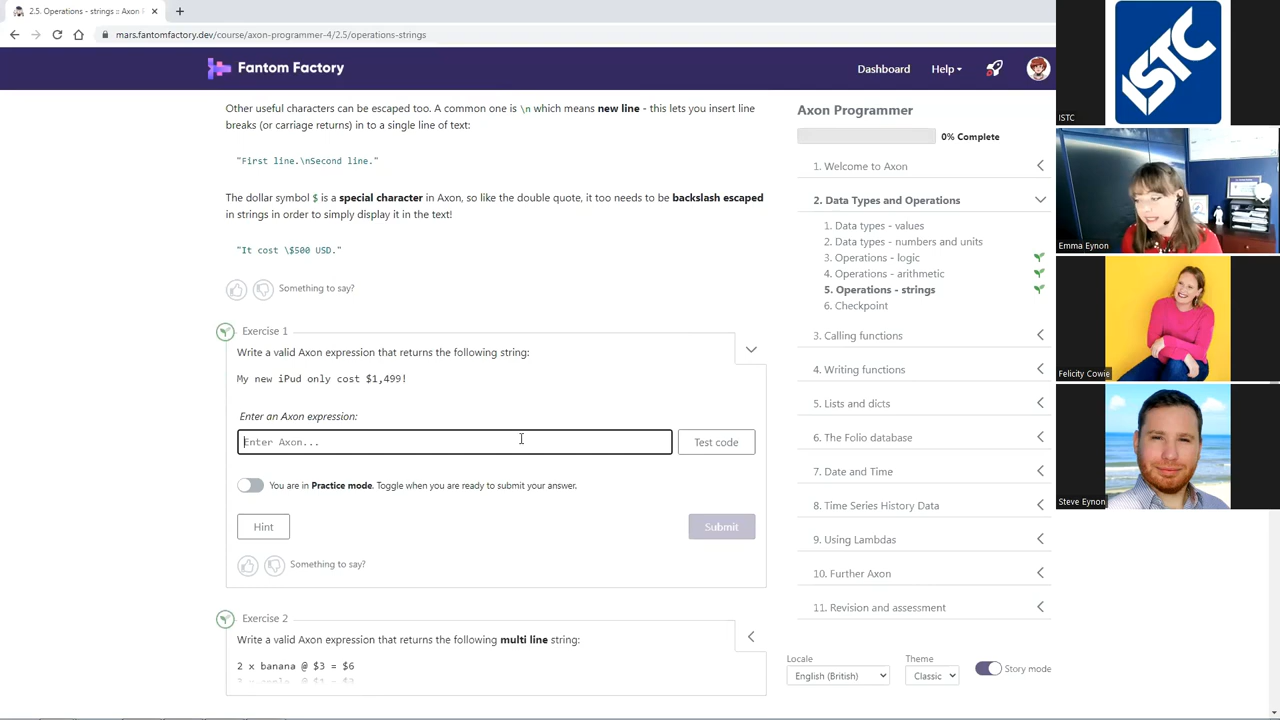 2.5. Operations - strings :: Axon F
mars.fantomfactory.dev/course/axon-programmer-4/2.5/operations-strings
Fantom Factory
Dashboard
Help
Other useful characters can be escaped too. A common one is \n which means new line - this lets you insert line
breaks (or carriage returns) in to a single line of text:
"First line.\nSecond line."
The dollar symbol $ is a special character in Axon, so like the double quote, it too needs to be backslash escaped
in strings in order to simply display it in the text!
"It cost \$500 USD."
Something to say?
Exercise 1
Write a valid Axon expression that returns the following string:
My new iPud only cost $1,499!
Enter an Axon expression:
Enter Axon...
Test code
You are in Practice mode. Toggle when you are ready to submit your answer.
Hint
Submit
Something to say?
Exercise 2
Write a valid Axon expression that returns the following multi line string:
2 x banana @ $3 = $6
Axon Programmer
0% Complete
1. Welcome to Axon
2. Data Types and Operations
1. Data types - values
2. Data types - numbers and units
3. Operations - logic
4. Operations - arithmetic
5. Operations - strings
6. Checkpoint
3. Calling functions
4. Writing functions
5. Lists and dicts
6. The Folio database
7. Date and Time
8. Time Series History Data
9. Using Lambdas
10. Further Axon
11. Revision and assessment
Locale
Theme
English (British)
Classic
Story mode
ISTC
ISTC
Emma Eynon
Felicity Cowie
Steve Eynon